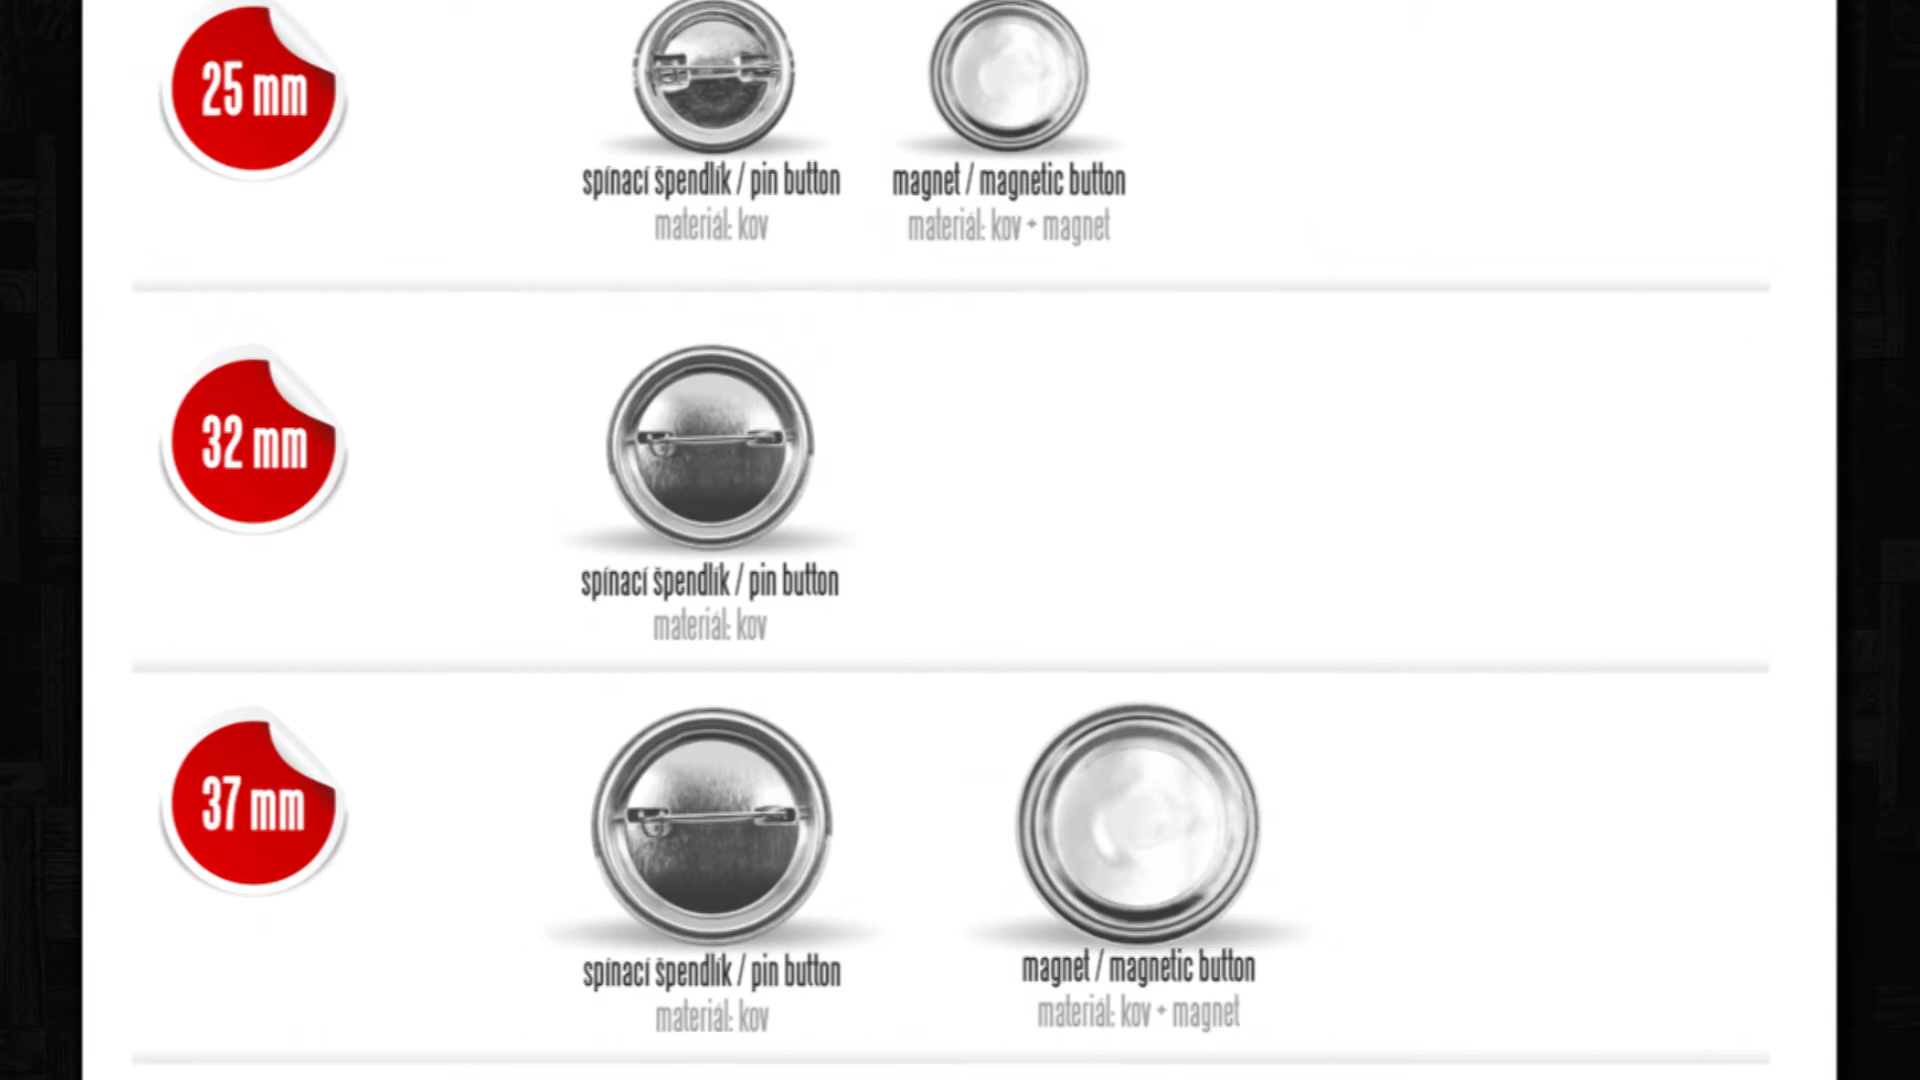 25 mm
spínací špendlík / pin button
materiál: kov
magnet / magnetic button
materiál: kov + magnet
32 mm
spínací špendlík / pin button
materiál: kov
37 mm
spínací špendlík / pin button
materiál: kov
magnet / magnetic button
materiál: kov + magnet